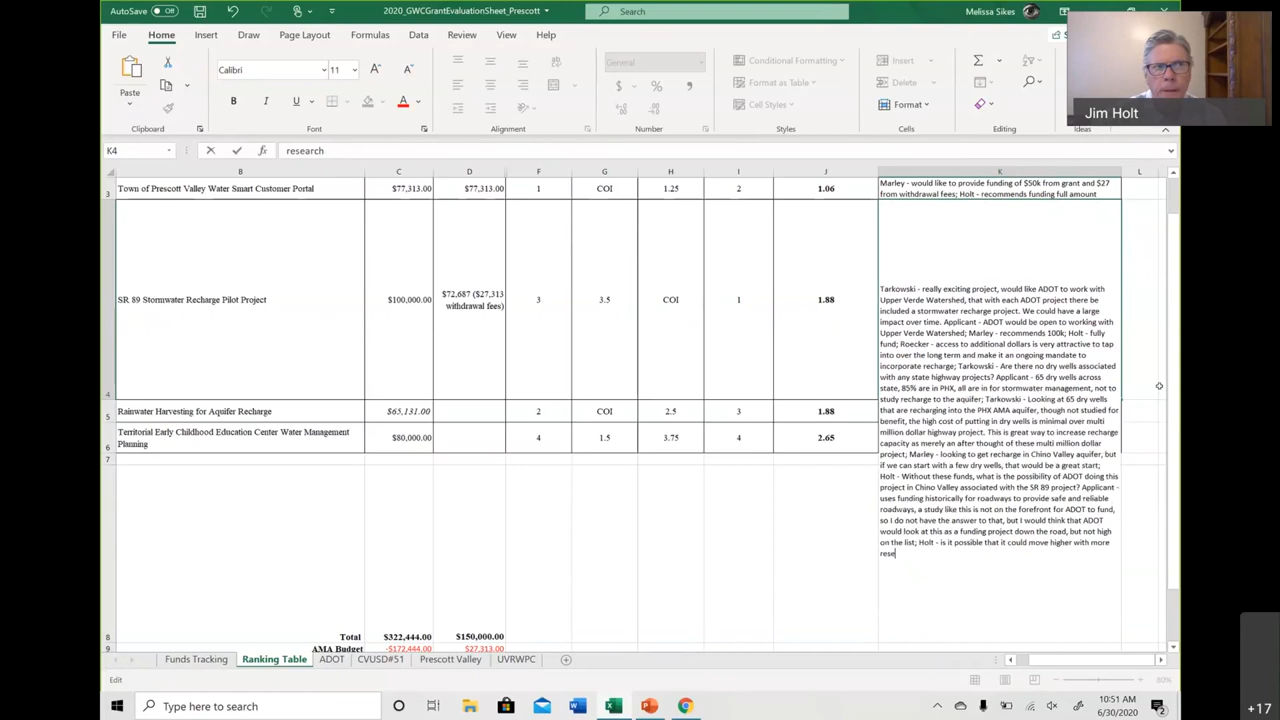 AutoSave Off 2020_GWCGrantEvaluationSheet_Prescott Search Melissa Sikes
File Home Insert Draw Page Layout Formulas Data Review View Help
Paste Calibri 11 General Conditional Formatting Insert
B I U Format as Table Delete
Cell Styles Format
Clipboard Font Alignment Number Styles Cells Editing Ideas
Jim Holt
K4 research
B C D F G H I J K L
3 Town of Prescott Valley Water Smart Customer Portal $77,313.00 $77,313.00 1 COI 1.25 2 1.06
Marley - would like to provide funding of $50k from grant and $27
from withdrawal fees; Holt - recommends funding full amount
4 SR 89 Stormwater Recharge Pilot Project $100,000.00 $72,687 ($27,313
withdrawal fees) 3 3.5 COI 1 1.88
Tarkowski - really exciting project, would like ADOT to work with
Upper Verde Watershed, that with each ADOT project there be
included a stormwater recharge project. We could have a large
impact over time. Applicant - ADOT would be open to working with
Upper Verde Watershed; Marley - recommends 100k; Holt - fully
fund; Roecker - access to additional dollars is very attractive to tap
into over the long term and make it an ongoing mandate to
incorporate recharge; Tarkowski - Are there no dry wells associated
with any state highway projects? Applicant - 65 dry wells across
state, 85% are in PHX, all are in for stormwater management, not to
study recharge to the aquifer; Tarkowski - Looking at 65 dry wells
that are recharging into the PHX AMA aquifer, though not studied for
benefit, the high cost of putting in dry wells is minimal over multi
million dollar highway project. This is great way to increase recharge
capacity as merely an after thought of these multi million dollar
project; Marley - looking to get recharge in Chino Valley aquifer, but
if we can start with a few dry wells, that would be a great start;
Holt - Without these funds, what is the possibility of ADOT doing this
project in Chino Valley associated with the SR 89 project? Applicant -
uses funding historically for roadways to provide safe and reliable
roadways, a study like this is not on the forefront for ADOT to fund,
so I do not have the answer to that, but I would think that ADOT
would look at this as a funding project down the road, but not high
on the list; Holt - is it possible that it could move higher with more
rese
5 Rainwater Harvesting for Aquifer Recharge $65,131.00 2 COI 2.5 3 1.88
6 Territorial Early Childhood Education Center Water Management
Planning $80,000.00 4 1.5 3.75 4 2.65
7
8 Total $322,444.00 $150,000.00
9 AMA Budget -$172,444.00 $27,313.00
Funds Tracking Ranking Table ADOT CVUSD#51 Prescott Valley UVRWPC
Edit 80%
Type here to search 10:51 AM
6/30/2020 2
+17